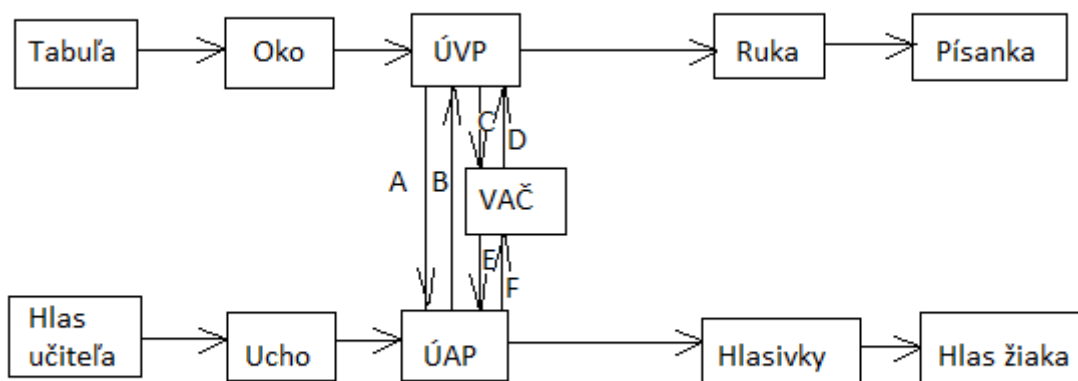 Tabuľa
Oko
ÚVP
Ruka
Písanka
C
D
A
B
VAČ
E
F
Hlas
učiteľa
Ucho
ÚAP
Hlasivky
Hlas žiaka